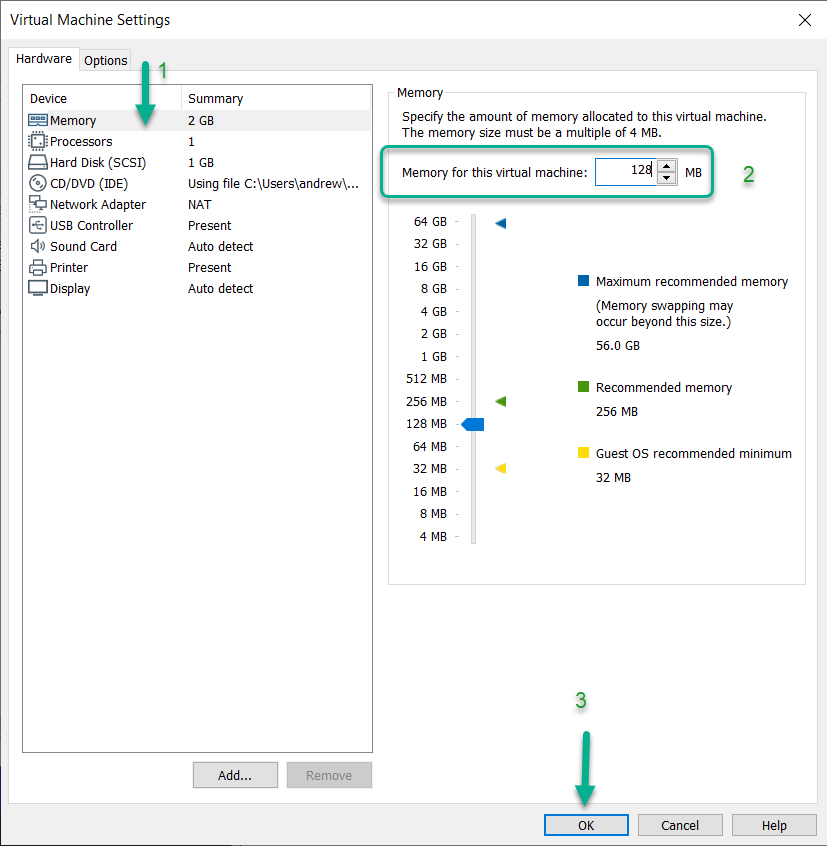 Virtual Machine Settings
Hardware
Options
1
Device
Summary
Memory
2 GB
Processors
1
Hard Disk (SCSI)
1 GB
CD/DVD (IDE)
Using file C:\Users\andrew\...
Network Adapter
NAT
USB Controller
Present
Sound Card
Auto detect
Printer
Present
Display
Auto detect
Add...
Remove
Memory
Specify the amount of memory allocated to this virtual machine.
The memory size must be a multiple of 4 MB.
Memory for this virtual machine:
128
MB
2
64 GB
32 GB
16 GB
8 GB
4 GB
2 GB
1 GB
512 MB
256 MB
128 MB
64 MB
32 MB
16 MB
8 MB
4 MB
Maximum recommended memory
(Memory swapping may
occur beyond this size.)
56.0 GB
Recommended memory
256 MB
Guest OS recommended minimum
32 MB
3
OK
Cancel
Help